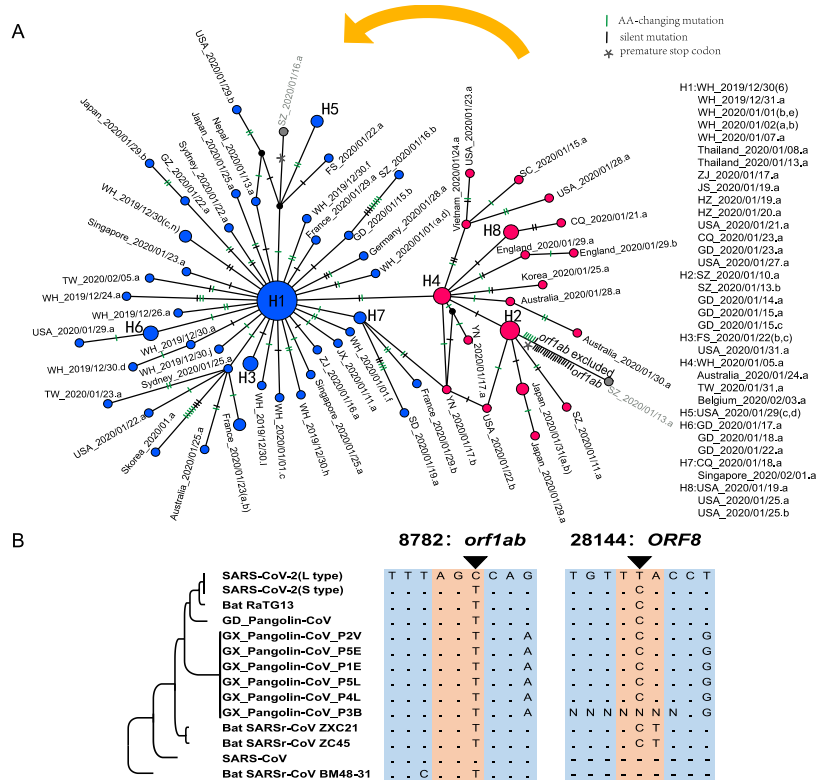 A
AA-changing mutation
silent mutation
premature stop codon
USA_2020/01/29.b
SZ_2020/01/16.a
H5
Japan_2020/01/29.b
GZ_2020/01/22.a
Sydney_2020/01/22.a
Japan_2020/01/25.a
Nepal_2020/01/13.a
FS_2020/01/22.a
WH_2019/12/30.f
France_2020/01/29.a
SZ_2020/01/16.b
GD_2020/01/15.b
Germany_2020/01/28.a
WH_2020/01/01(a,d)
WH_2019/12/30(c,n)
Singapore_2020/01/23.a
TW_2020/02/05.a
WH_2019/12/24.a
WH_2019/12/26.a
USA_2020/01/29.a
H6
WH_2019/12/30.a
WH_2019/12/30.d
WH_2019/12/30.j
Sydney_2020/01/25.a
TW_2020/01/23.a
USA_2020/01/22.a
Skorea_2020/01.a
Australia_2020/01/25.a
France_2020/01/23(a,b)
H3
WH_2019/12/30.i
WH_2020/01/01.c
WH_2019/12/30.h
Singapore_2020/01/25.a
ZJ_2020/01/16.a
JX_2020/01/11.a
WH_2020/01/01.f
H1
H7
SD_2020/01/19.a
France_2020/01/29.b
YN_2020/01/17.b
YN_2020/01/17.a
USA_2020/01/22.b
H4
Vietnam_2020/01/24.a
USA_2020/01/23.a
SC_2020/01/15.a
USA_2020/01/28.a
H8
CQ_2020/01/21.a
England_2020/01/29.a
England_2020/01/29.b
Korea_2020/01/25.a
Australia_2020/01/28.a
Australia_2020/01/30.a
H2
orf1ab excluded
orf1ab
SZ_2020/01/13.a
SZ_2020/01/11.a
Japan_2020/01/31(a,b)
Japan_2020/01/29.a
H1:WH_2019/12/30(6)
WH_2019/12/31.a
WH_2020/01/01(b,e)
WH_2020/01/02(a,b)
WH_2020/01/07.a
Thailand_2020/01/08.a
Thailand_2020/01/13.a
ZJ_2020/01/17.a
JS_2020/01/19.a
HZ_2020/01/19.a
HZ_2020/01/20.a
USA_2020/01/21.a
CQ_2020/01/23.a
GD_2020/01/23.a
USA_2020/01/27.a
H2:SZ_2020/01/10.a
SZ_2020/01/13.b
GD_2020/01/14.a
GD_2020/01/15.a
GD_2020/01/15.c
H3:FS_2020/01/22(b,c)
USA_2020/01/31.a
H4:WH_2020/01/05.a
Australia_2020/01/24.a
TW_2020/01/31.a
Belgium_2020/02/03.a
H5:USA_2020/01/29(c,d)
H6:GD_2020/01/17.a
GD_2020/01/18.a
GD_2020/01/22.a
H7:CQ_2020/01/18.a
Singapore_2020/02/01.a
H8:USA_2020/01/19.a
USA_2020/01/25.a
USA_2020/01/25.b
B
8782: orf1ab 28144: ORF8
SARS-CoV-2(L type) T T T A G C C A G T G T T T A C C T
SARS-CoV-2(S type) . . . . . T . . . . . . . C . . . .
Bat RaTG13 . . . . . T . . . . . . . C . . . .
GD_Pangolin-CoV . . . . . T . . . . . . . C . . . .
GX_Pangolin-CoV_P2V . . . . . T . . A . . . . C . . . G
GX_Pangolin-CoV_P5E . . . . . T . . A . . . . C . . . G
GX_Pangolin-CoV_P1E . . . . . T . . A . . . . C . . . G
GX_Pangolin-CoV_P5L . . . . . T . . A . . . . C . . . G
GX_Pangolin-CoV_P4L . . . . . T . . A . . . . C . . . G
GX_Pangolin-CoV_P3B . . . . . T . . A N N N N N N N . G
Bat SARSr-CoV ZXC21 . . . . . T . . . . . . . C T . . .
Bat SARSr-CoV ZC45 . . . . . T . . . . . . . C T . . .
SARS-CoV . . . . . . . . . . . . . . . . . .
Bat SARSr-CoV BM48-31 . . C . . T . . .